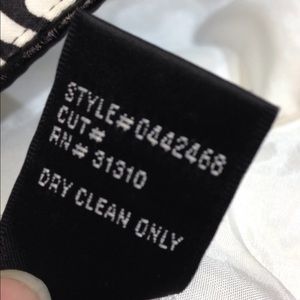 STYLE# 0442468
CUT#
RN# 31310
DRY CLEAN ONLY